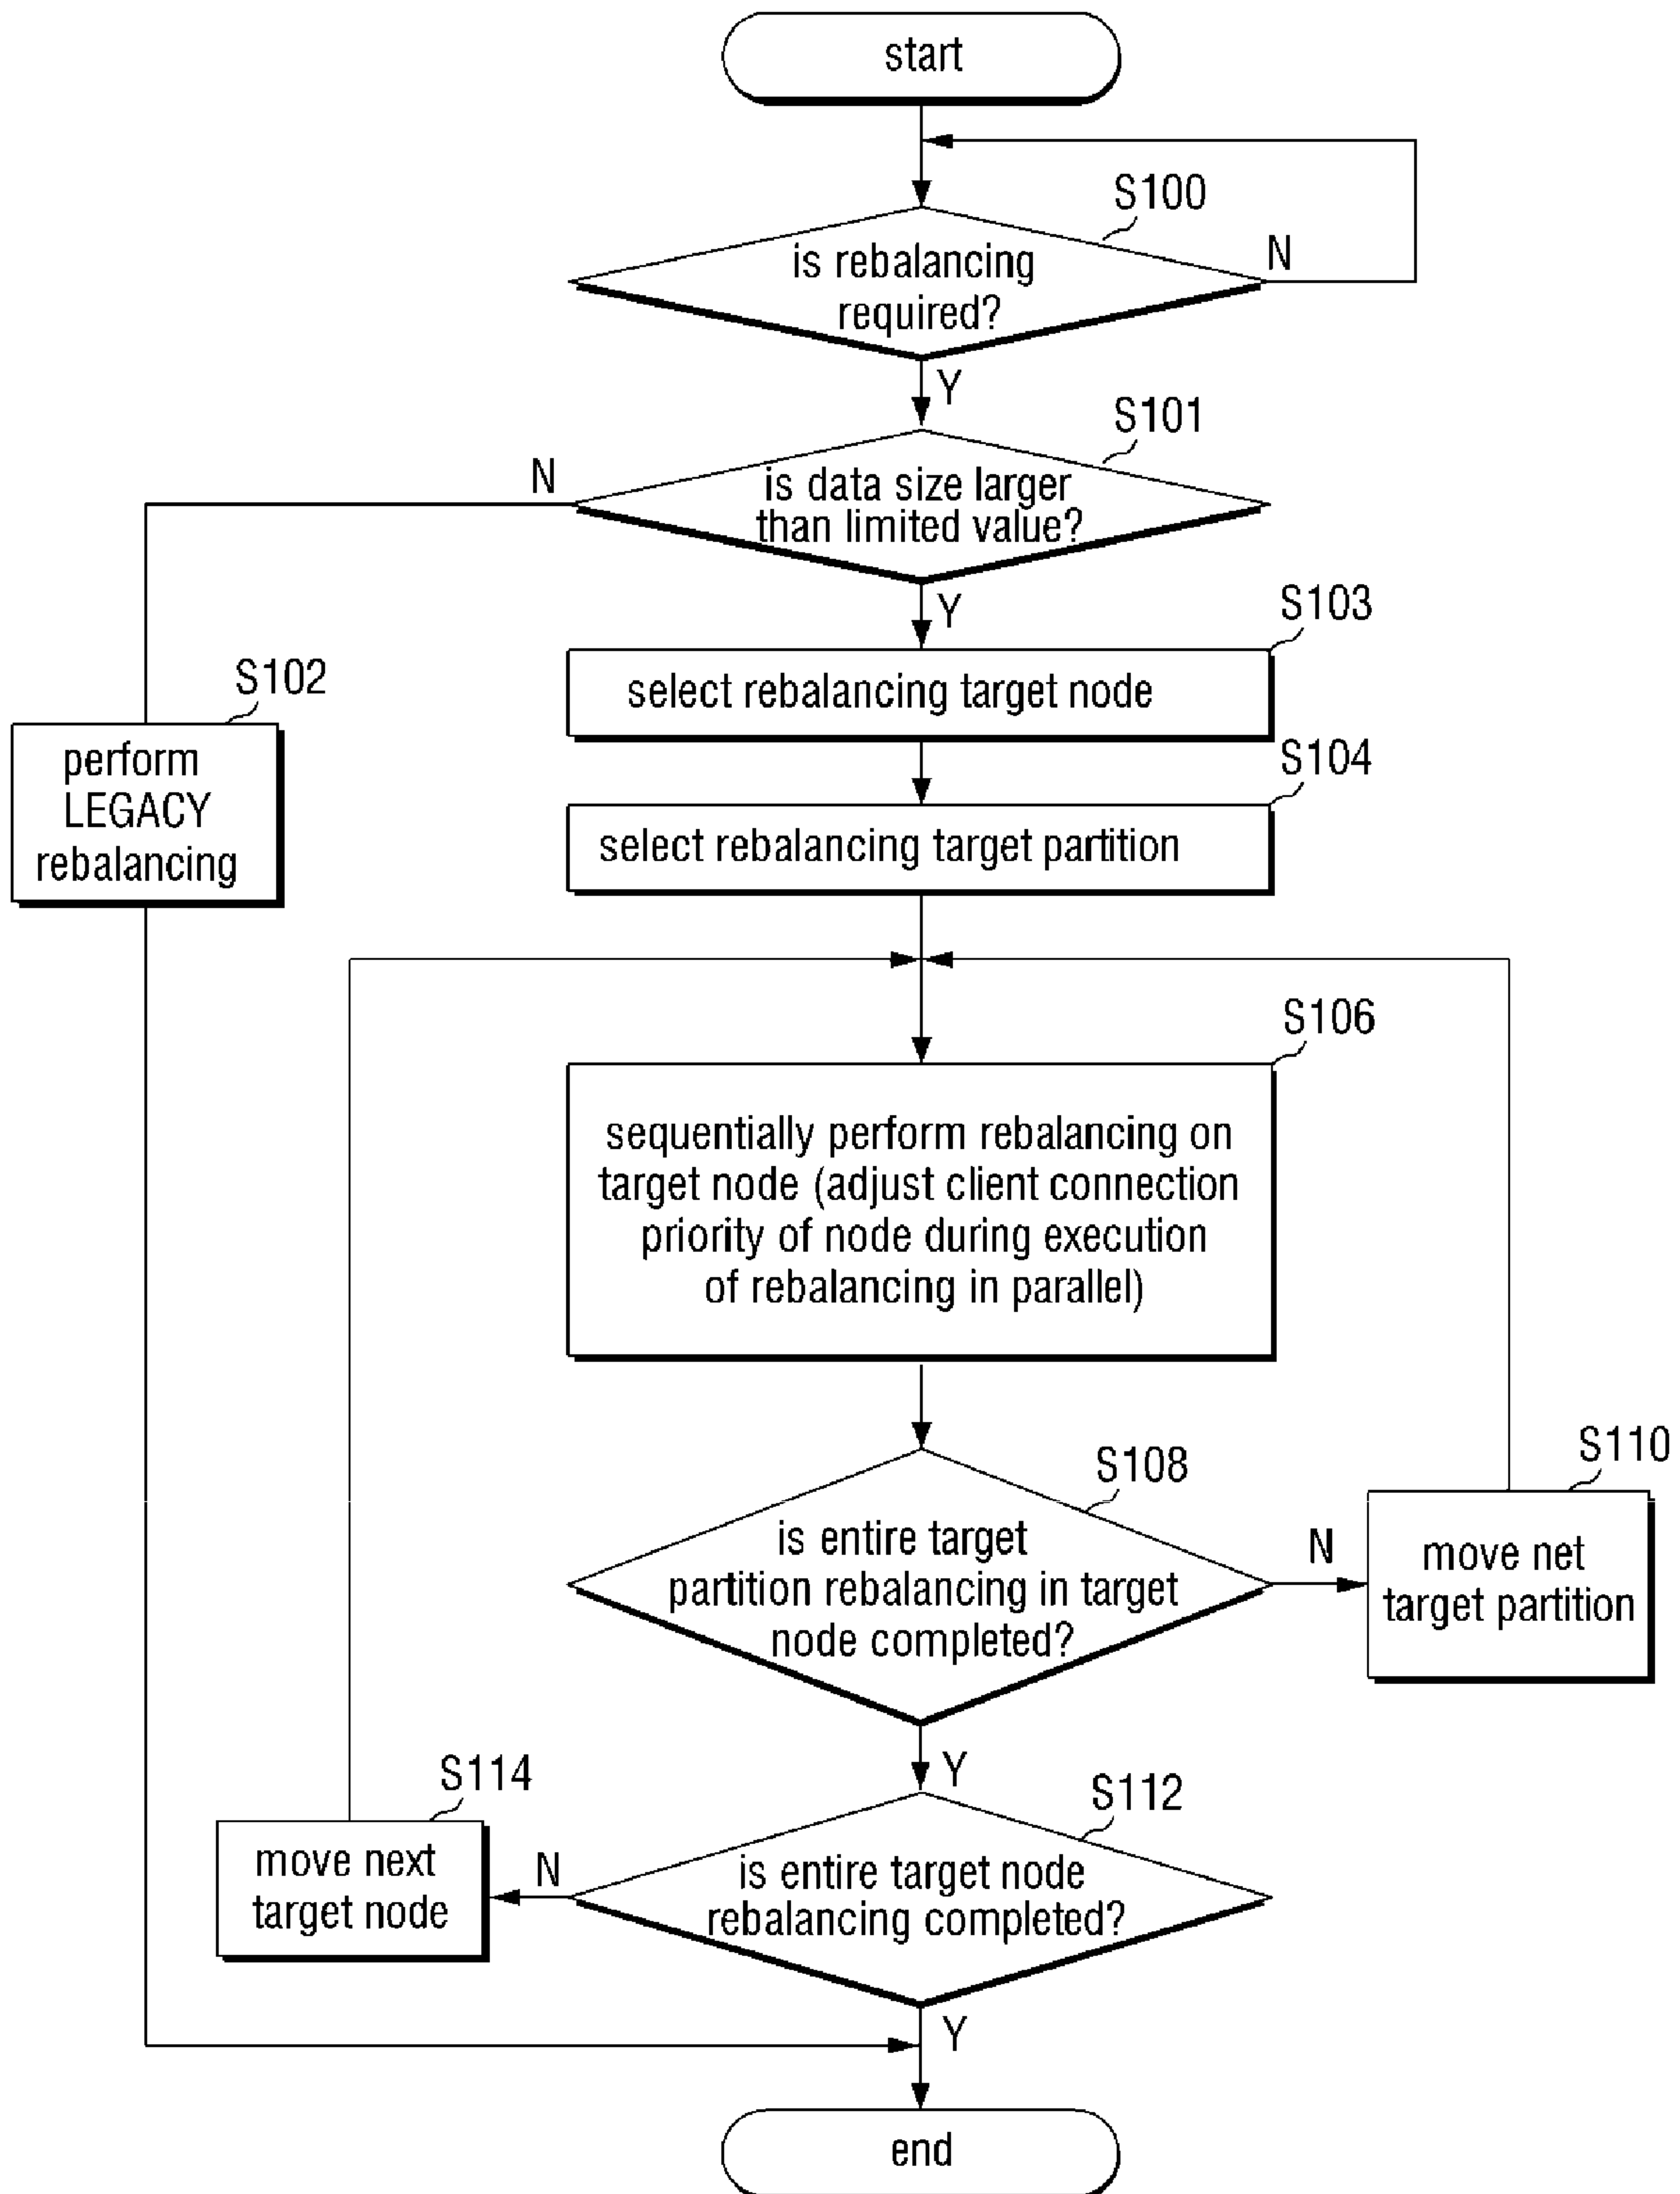 start
S100
is rebalancing
required?
N
Y
S101
is data size larger
than limited value?
N
Y
S103
select rebalancing target node
S102
perform
LEGACY
rebalancing
S104
select rebalancing target partition
S106
sequentially perform rebalancing on
target node (adjust client connection
priority of node during execution
of rebalancing in parallel)
S108
is entire target
partition rebalancing in target
node completed?
N
S110
move net
target partition
Y
S112
is entire target node
rebalancing completed?
N
S114
move next
target node
Y
end